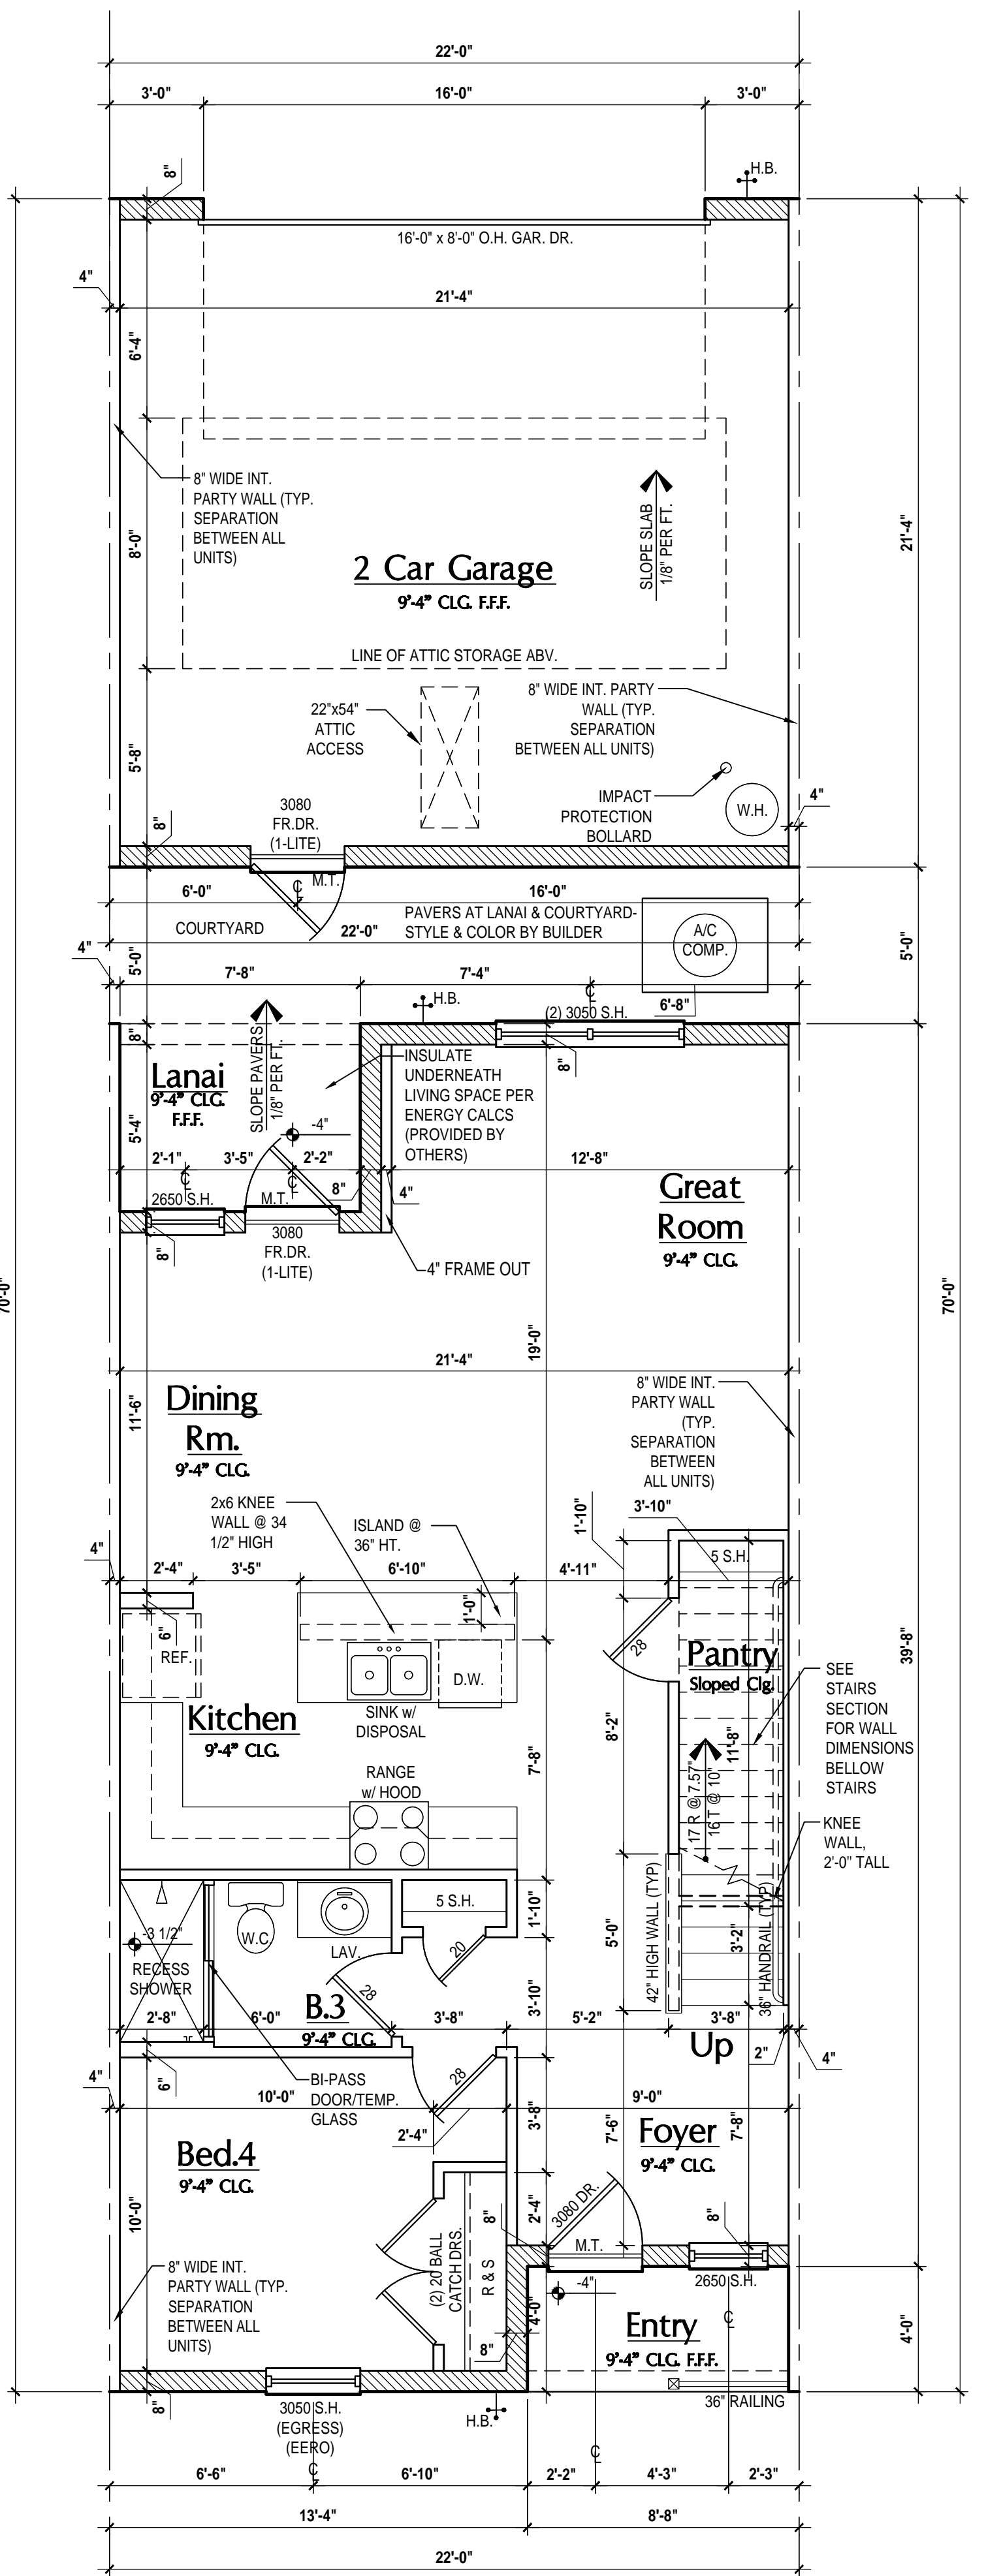 22'-0"
3'-0"
16'-0"
3'-0"
8"
H.B.
16'-0" x 8'-0" O.H. GAR. DR.
4"
21'-4"
6'-4"
8" WIDE INT.
PARTY WALL (TYP.
SEPARATION
BETWEEN ALL
UNITS)
SLOPE SLAB
1/8" PER FT.
21'-4"
8'-0"
2 Car Garage
9'-4" CLG. F.F.F.
LINE OF ATTIC STORAGE ABV.
22"x54"
ATTIC
ACCESS
8" WIDE INT. PARTY
WALL (TYP.
SEPARATION
BETWEEN ALL UNITS)
5'-8"
IMPACT
PROTECTION
BOLLARD
W.H.
4"
8"
3080
FR.DR.
(1-LITE)
M.T.
6'-0"
16'-0"
COURTYARD
22'-0"
PAVERS AT LANAI & COURTYARD-
STYLE & COLOR BY BUILDER
A/C
COMP.
4"
5'-0"
5'-0"
7'-8"
7'-4"
6'-8"
H.B.
(2) 3050 S.H.
8"
8"
Lanai
9'-4" CLG.
F.F.F.
SLOPE PAVERS
1/8" PER FT.
INSULATE
UNDERNEATH
LIVING SPACE PER
ENERGY CALCS
(PROVIDED BY
OTHERS)
-4"
5'-4"
2'-1"
3'-5"
2'-2"
12'-8"
8"
4"
2650 S.H.
M.T.
Great
Room
9'-4" CLG.
8"
3080
FR.DR.
(1-LITE)
4" FRAME OUT
70'-0"
70'-0"
19'-0"
21'-4"
Dining
Rm.
9'-4" CLG.
11'-6"
8" WIDE INT.
PARTY WALL
(TYP.
SEPARATION
BETWEEN
ALL UNITS)
2x6 KNEE
WALL @ 34
1/2" HIGH
ISLAND @
36" HT.
1'-10"
3'-10"
5 S.H.
4"
2'-4"
3'-5"
6'-10"
4'-11"
1'-0"
6"
REF.
28
Pantry
Sloped Clg.
39'-8"
D.W.
SINK w/
DISPOSAL
Kitchen
9'-4" CLG.
SEE
STAIRS
SECTION
FOR WALL
DIMENSIONS
BELLOW
STAIRS
8'-2"
11'-8"
7'-8"
RANGE
w/ HOOD
17 R @ 7.57"
16 T @ 10"
KNEE
WALL,
2'-0" TALL
5 S.H.
1'-10"
W.C.
LAV.
-3 1/2"
RECESS
SHOWER
20
28
5'-0"
42" HIGH WALL (TYP)
3'-2"
36" HANDRAIL (TYP)
3'-10"
B.3
9'-4" CLG.
2'-8"
6'-0"
3'-8"
5'-2"
3'-8"
Up
2"
4"
6"
4"
BI-PASS
DOOR/TEMP.
GLASS
28
10'-0"
9'-0"
2'-4"
3'-8"
7'-6"
7'-8"
Foyer
9'-4" CLG.
Bed.4
9'-4" CLG.
10'-0"
2'-4"
8"
3080 DR.
M.T.
8"
(2) 20 BALL
CATCH DRS.
R & S
8" WIDE INT.
PARTY WALL (TYP.
SEPARATION
BETWEEN ALL
UNITS)
2650 S.H.
-4"
4'-0"
4'-0"
Entry
9'-4" CLG. F.F.F.
8"
8"
3050 S.H.
(EGRESS)
(EERO)
H.B.
36" RAILING
6'-6"
6'-10"
2'-2"
4'-3"
2'-3"
13'-4"
8'-8"
22'-0"